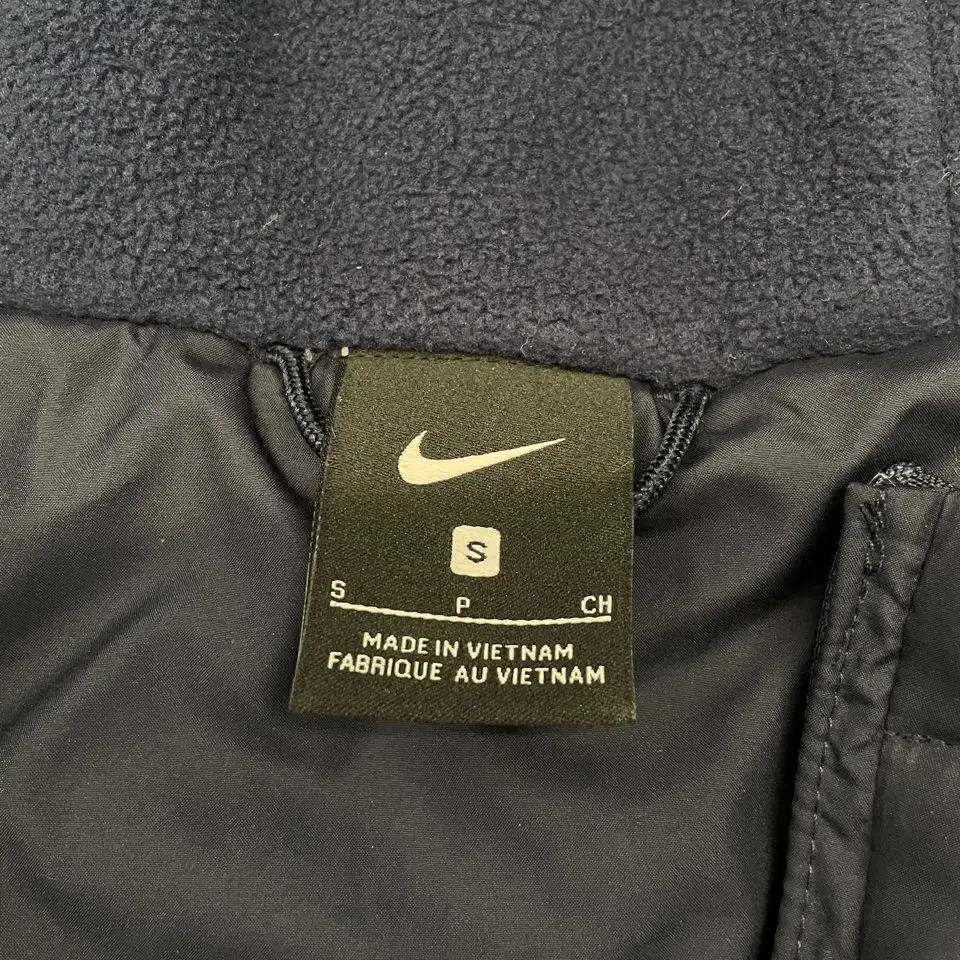 S
S P CH
MADE IN VIETNAM
FABRIQUE AU VIETNAM